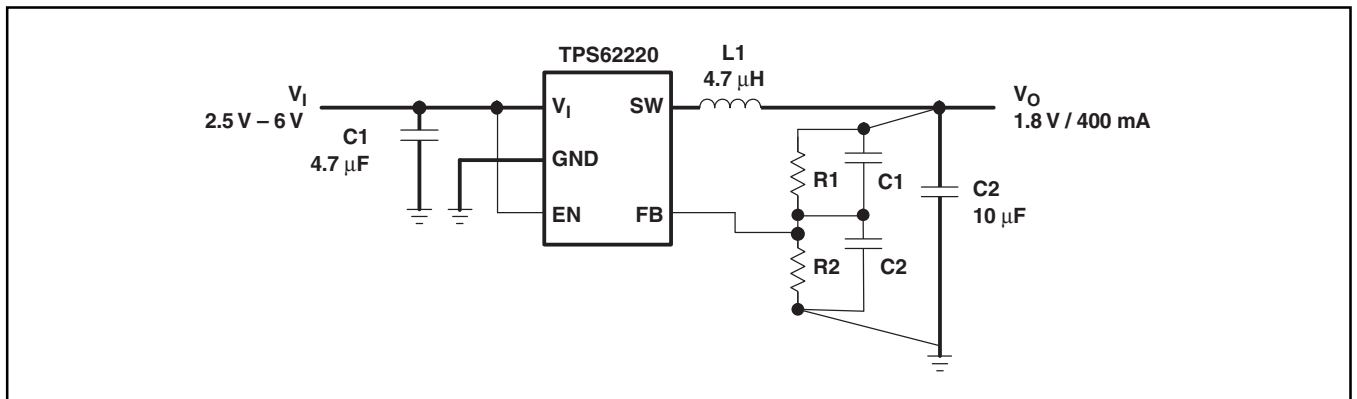 TPS62220
L1
4.7 μH
V_I
2.5 V – 6 V
C1
4.7 μF
V_I
SW
GND
EN
FB
R1
C1
R2
C2
V_O
1.8 V / 400 mA
C2
10 μF